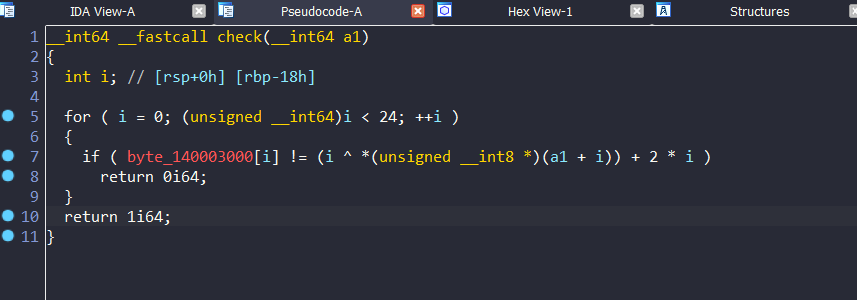 IDA View-A Pseudocode-A Hex View-1 Structures
1 __int64 __fastcall check(__int64 a1)
2 {
3 int i; // [rsp+0h] [rbp-18h]
4
5 for ( i = 0; (unsigned __int64)i < 24; ++i )
6 {
7 if ( byte_140003000[i] != (i ^ *(unsigned __int8 *)(a1 + i)) + 2 * i )
8 return 0i64;
9 }
10 return 1i64;
11 }